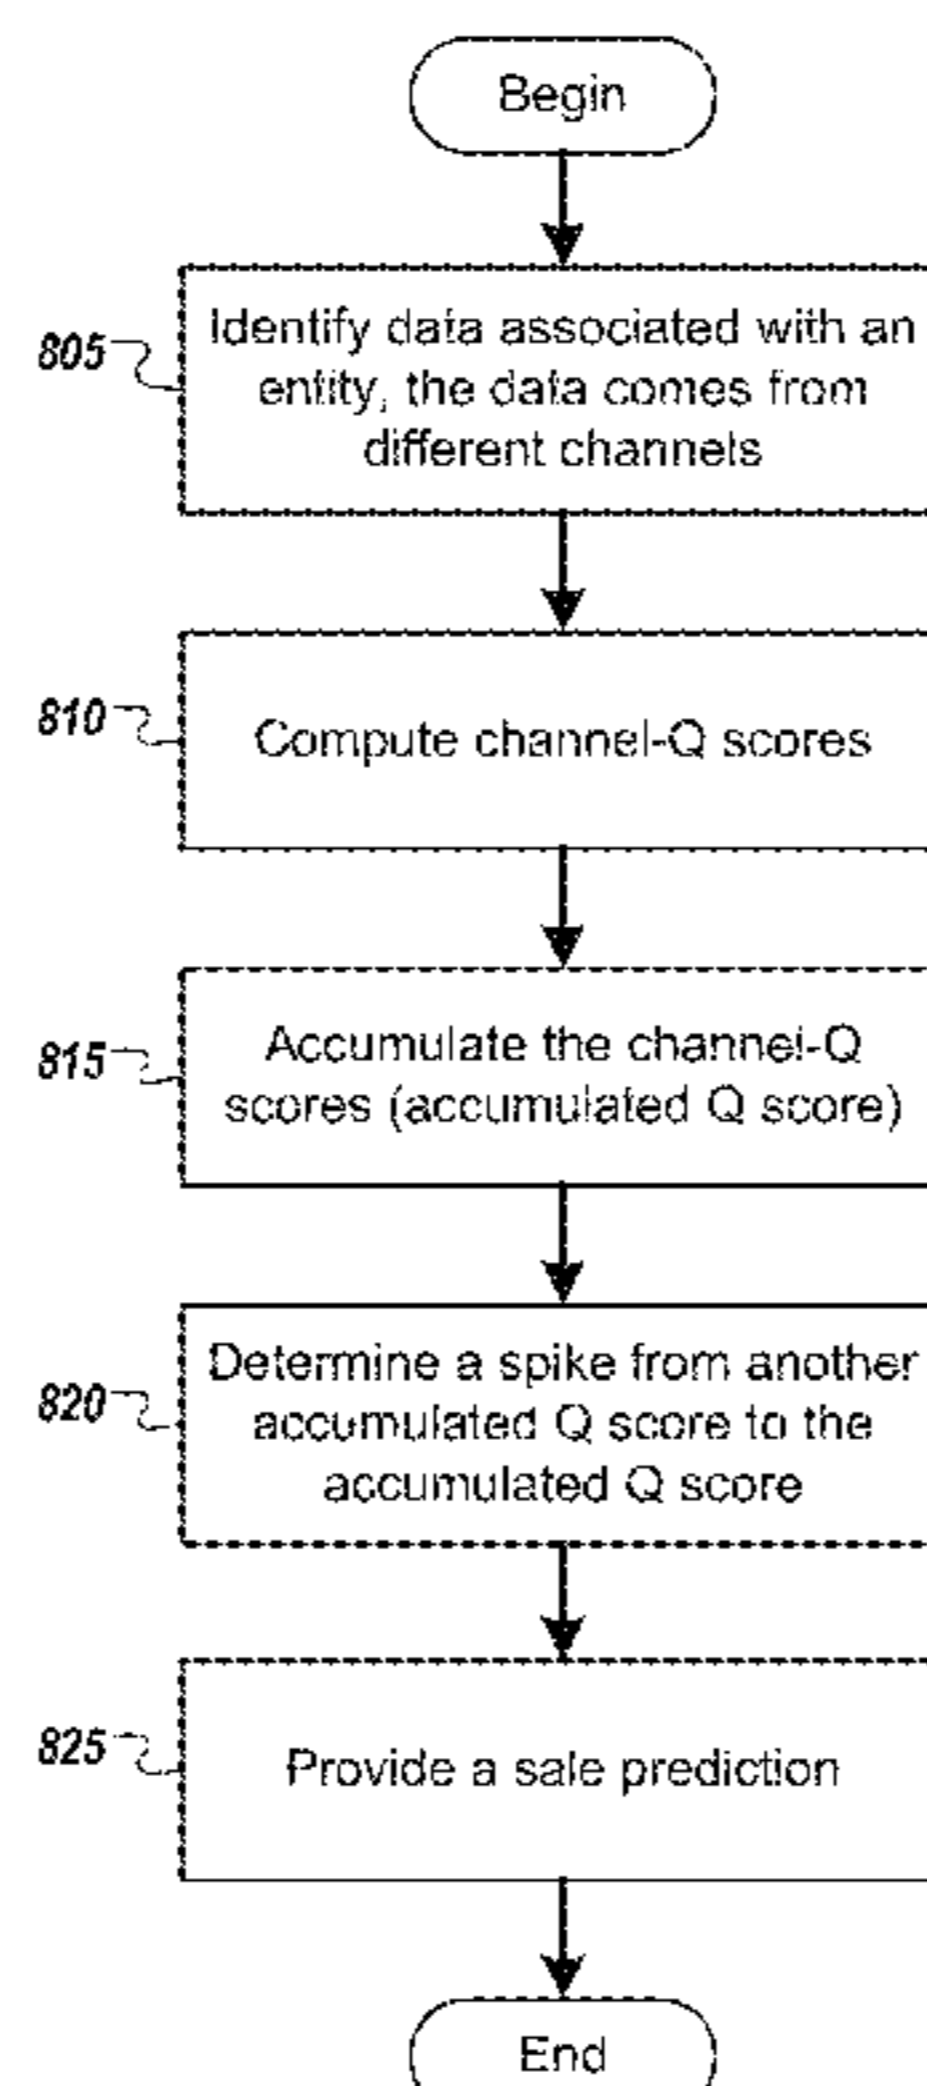 Begin
805
Identify data associated with an
entity, the data comes from
different channels
810
Compute channel-Q scores
815
Accumulate the channel-Q
scores (accumulated Q score)
820
Determine a spike from another
accumulated Q score to the
accumulated Q score
825
Provide a sale prediction
End